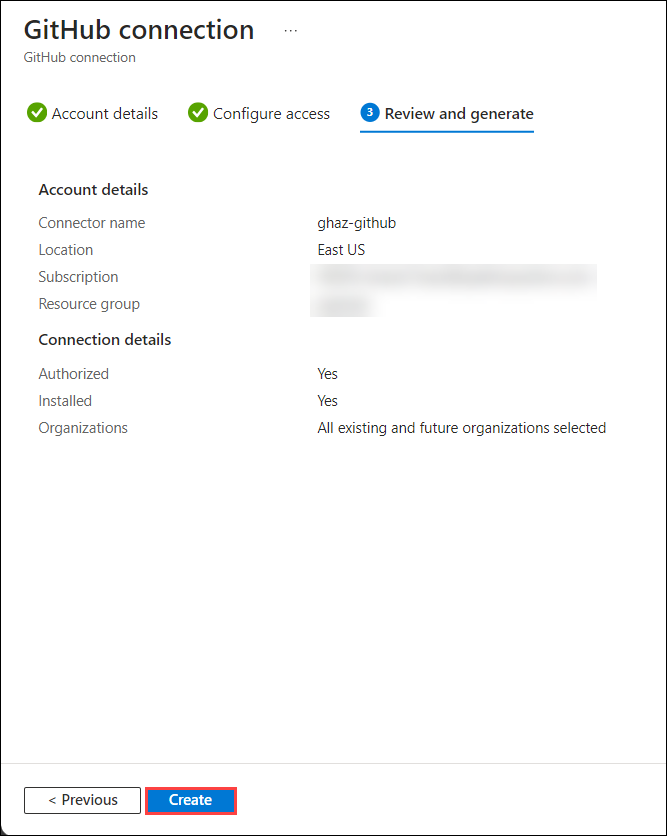 GitHub connection ...
GitHub connection
Account details
Configure access
3 Review and generate
Account details
Connector name ghaz-github
Location East US
Subscription
Resource group
Connection details
Authorized Yes
Installed Yes
Organizations All existing and future organizations selected
< Previous
Create